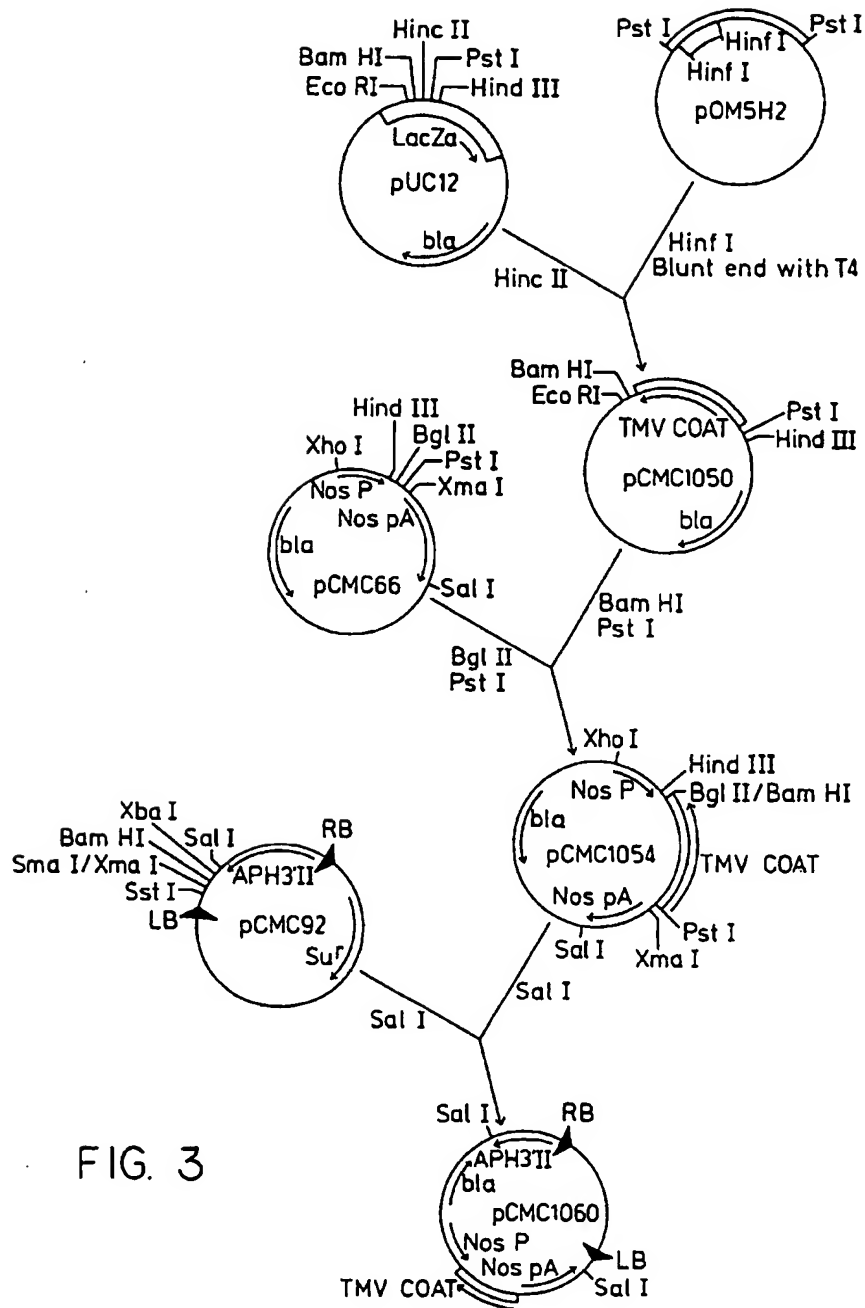 Hinc II
Bam HI
Pst I
Eco RI
Hind III
LacZa
pUC12
bla
Pst I
Pst I
Hinf I
Hinf I
pOM5H2
Hinc II
Hinf I
Blunt end with T4
Bam HI
Eco RI
Pst I
Hind III
TMV COAT
pCMC1050
bla
Hind III
Xho I
Bgl II
Pst I
Xma I
Nos P
Nos pA
bla
pCMC66
Sal I
Bgl II
Pst I
Bam HI
Pst I
Xho I
Hind III
Bgl II/Bam HI
Nos P
bla
pCMC1054
TMV COAT
Nos pA
Sal I
Xma I
Pst I
Xba I
Bam HI
Sal I
Sma I/Xma I
Sst I
RB
APH3'II
LB
pCMC92
Suʳ
Sal I
Sal I
Sal I
RB
APH3'II
bla
pCMC1060
Nos P
Nos pA
LB
TMV COAT
Sal I
FIG. 3